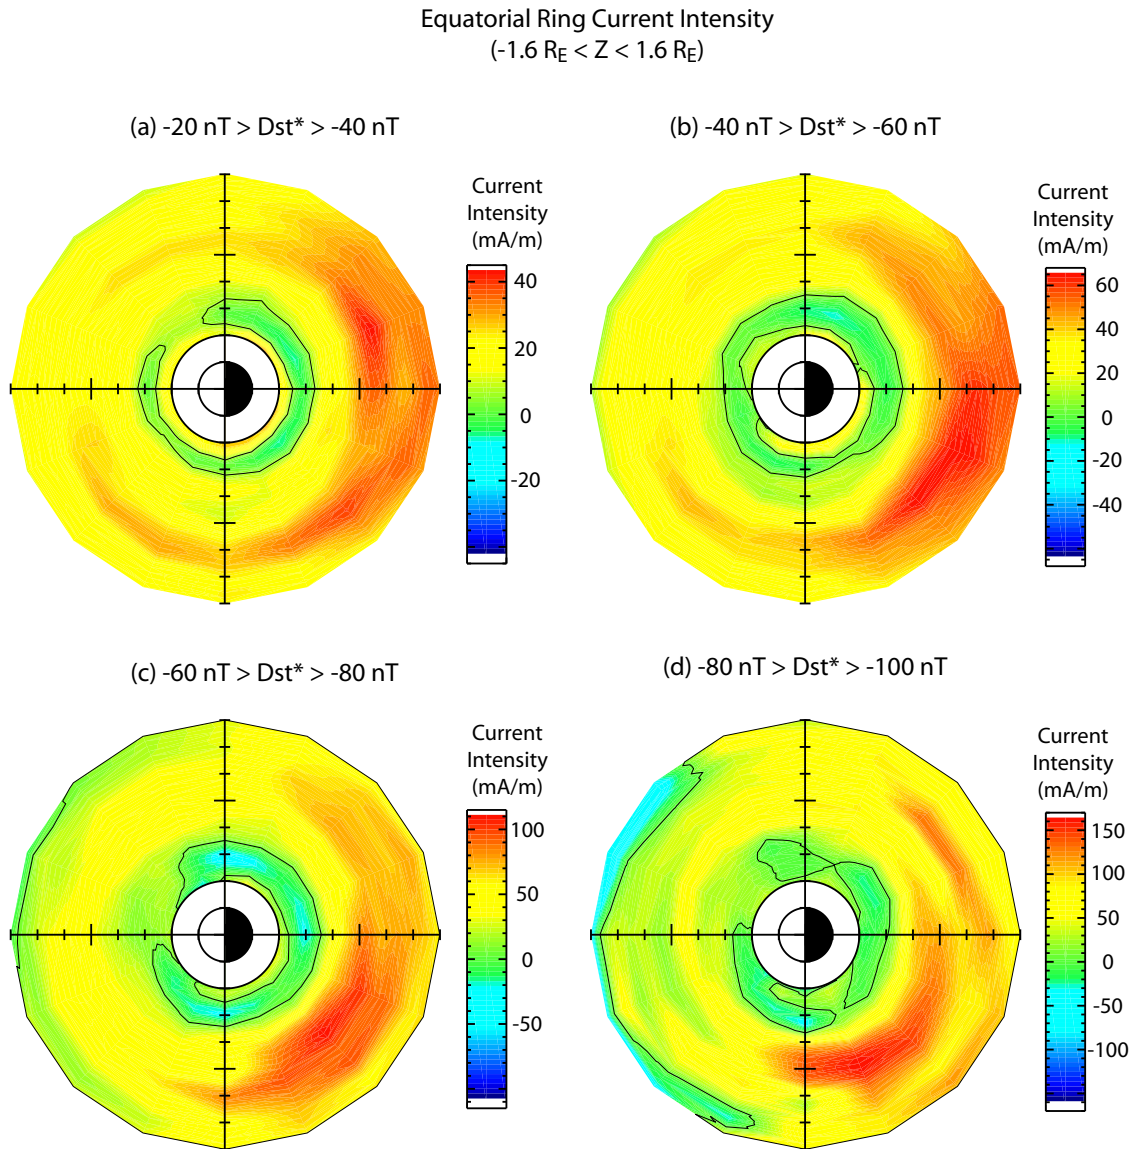 Equatorial Ring Current Intensity
(-1.6 RE < Z < 1.6 RE)
(a) -20 nT > Dst* > -40 nT
Current
Intensity
(mA/m)
40
20
0
-20
(b) -40 nT > Dst* > -60 nT
Current
Intensity
(mA/m)
60
40
20
0
-20
-40
(c) -60 nT > Dst* > -80 nT
Current
Intensity
(mA/m)
100
50
0
-50
(d) -80 nT > Dst* > -100 nT
Current
Intensity
(mA/m)
150
100
50
0
-50
-100